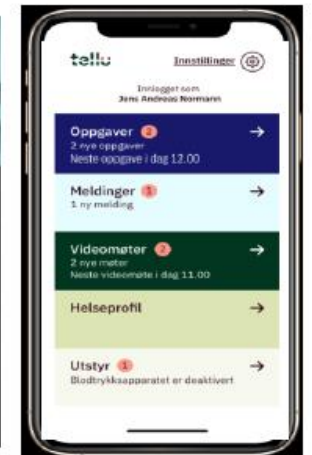 tellu
Innstillinger
Innlogget som
Jens Andreas Normann
Oppgaver 2
2 nye oppgaver
Neste oppgave i dag 12.00
Meldinger 1
1 ny melding
Videomøter 2
2 nye møter
Neste videomøte i dag 11.00
Helseprofil
Utstyr 1
Blodtrykksapparatet er deaktivert